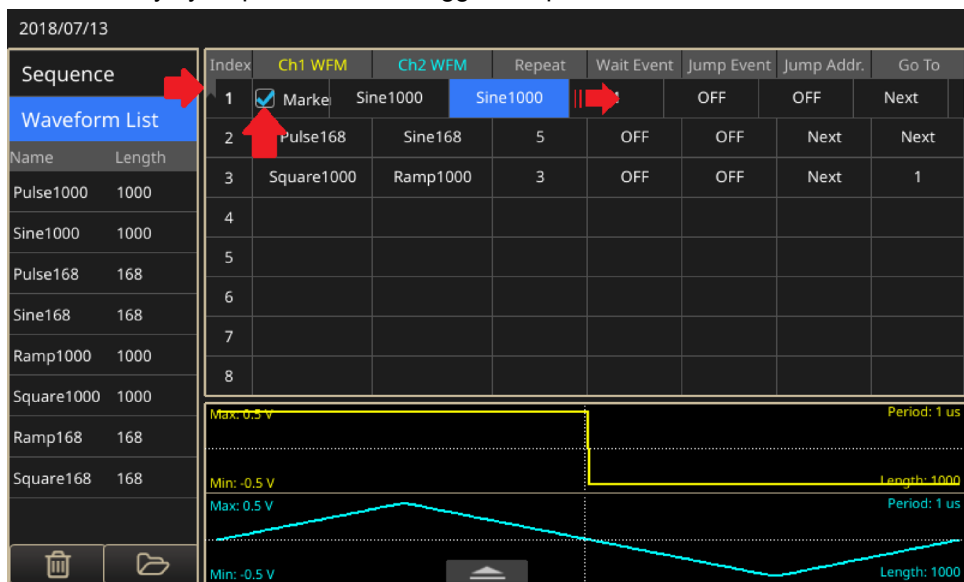 2018/07/13
Sequence
Waveform List
Name Length
Pulse1000 1000
Sine1000 1000
Pulse168 168
Sine168 168
Ramp1000 1000
Square1000 1000
Ramp168 168
Square168 168
Index Ch1 WFM Ch2 WFM Repeat Wait Event Jump Event Jump Addr. Go To
1 Marke Sine1000 Sine1000 OFF OFF Next
2 Pulse168 Sine168 5 OFF OFF Next Next
3 Square1000 Ramp1000 3 OFF OFF Next 1
4
5
6
7
8
Max: 0.5 V Period: 1 us
Min: -0.5 V Length: 1000
Max: 0.5 V Period: 1 us
Min: -0.5 V Length: 1000